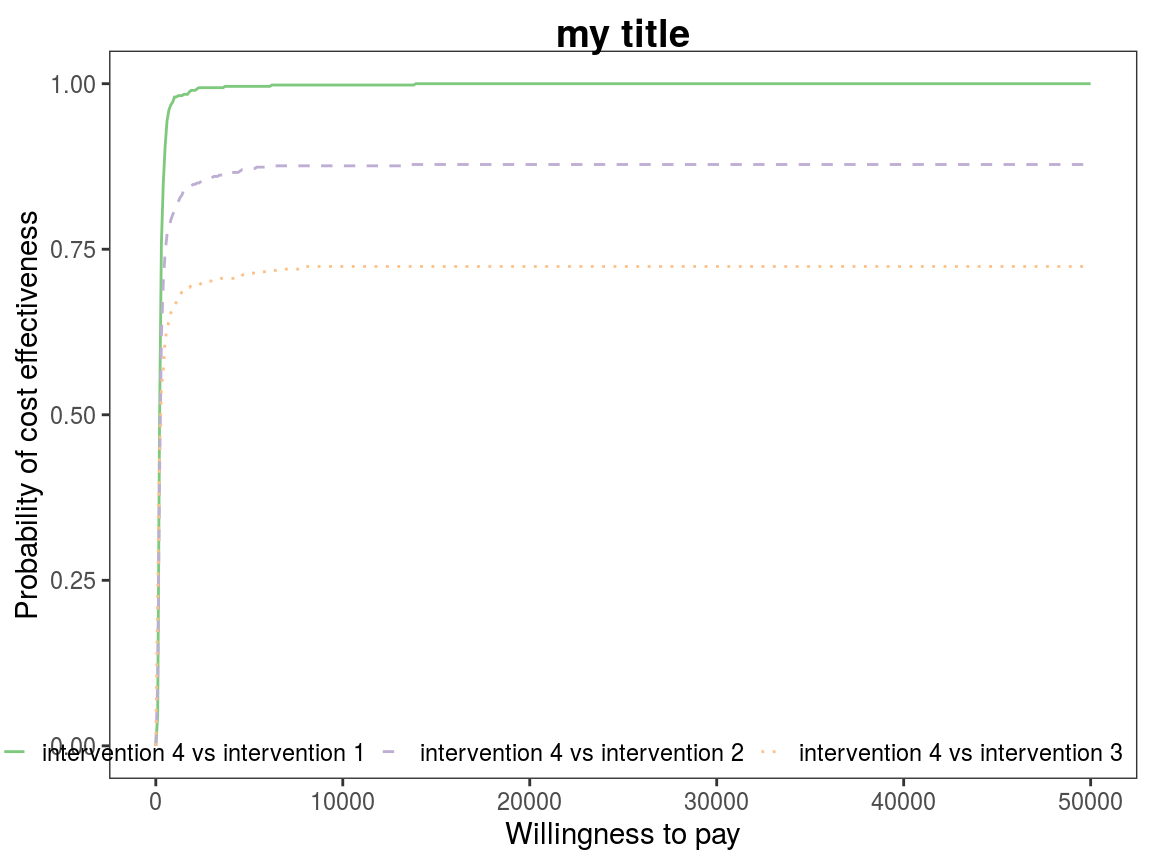 my title
Probability of cost effectiveness
1.00
0.75
0.50
0.25
0.00
intervention 4 vs intervention 1
intervention 4 vs intervention 2
intervention 4 vs intervention 3
0
10000
20000
30000
40000
50000
Willingness to pay